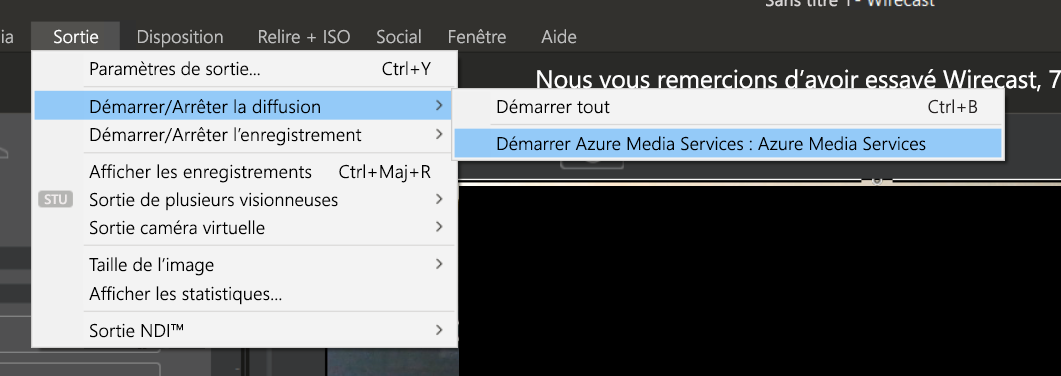 Sans titre 1 - Wirecast
ia Sortie Disposition Relire + ISO Social Fenêtre Aide
Nous vous remercions d’avoir essayé Wirecast, 7
Paramètres de sortie... Ctrl+Y
Démarrer/Arrêter la diffusion
Démarrer tout Ctrl+B
Démarrer Azure Media Services : Azure Media Services
Démarrer/Arrêter l’enregistrement
Afficher les enregistrements Ctrl+Maj+R
STU Sortie de plusieurs visionneuses
Sortie caméra virtuelle
Taille de l’image
Afficher les statistiques...
Sortie NDI™